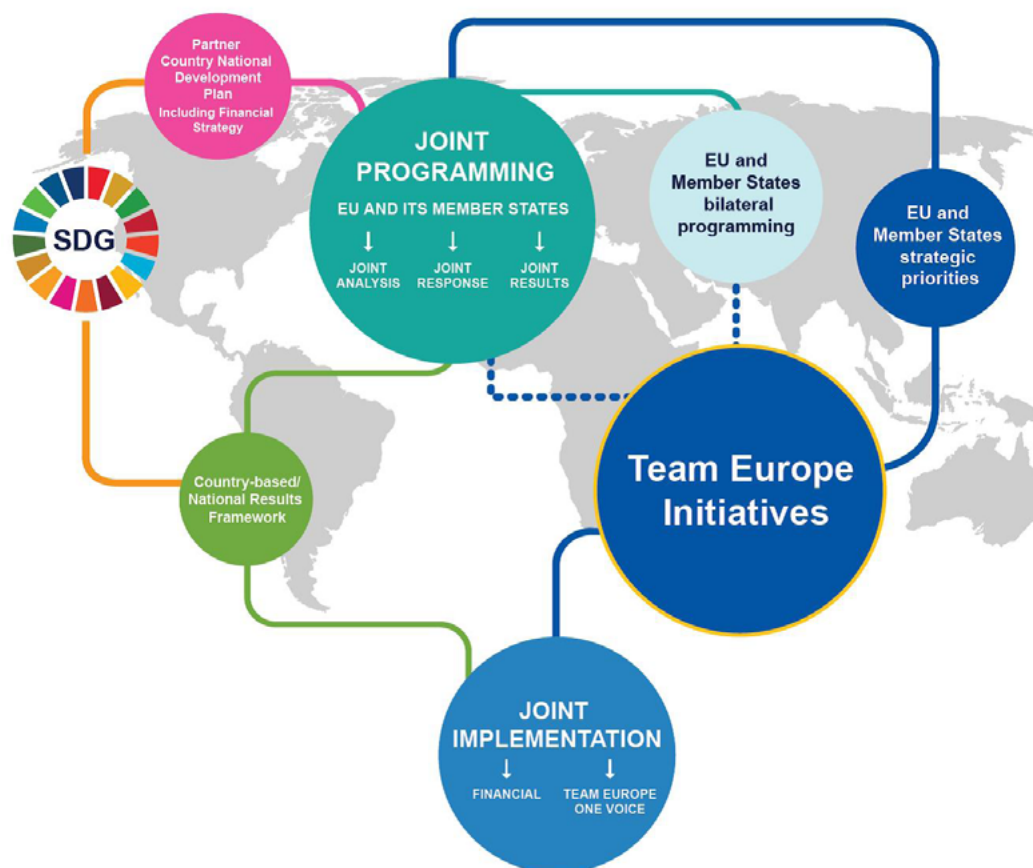 Partner
Country National
Development
Plan
Including Financial
Strategy
SDG
JOINT
PROGRAMMING
EU AND ITS MEMBER STATES
JOINT
ANALYSIS
JOINT
RESPONSE
JOINT
RESULTS
EU and
Member States
bilateral
programming
EU and
Member States
strategic
priorities
Country-based/
National Results
Framework
Team Europe
Initiatives
JOINT
IMPLEMENTATION
FINANCIAL
TEAM EUROPE
ONE VOICE